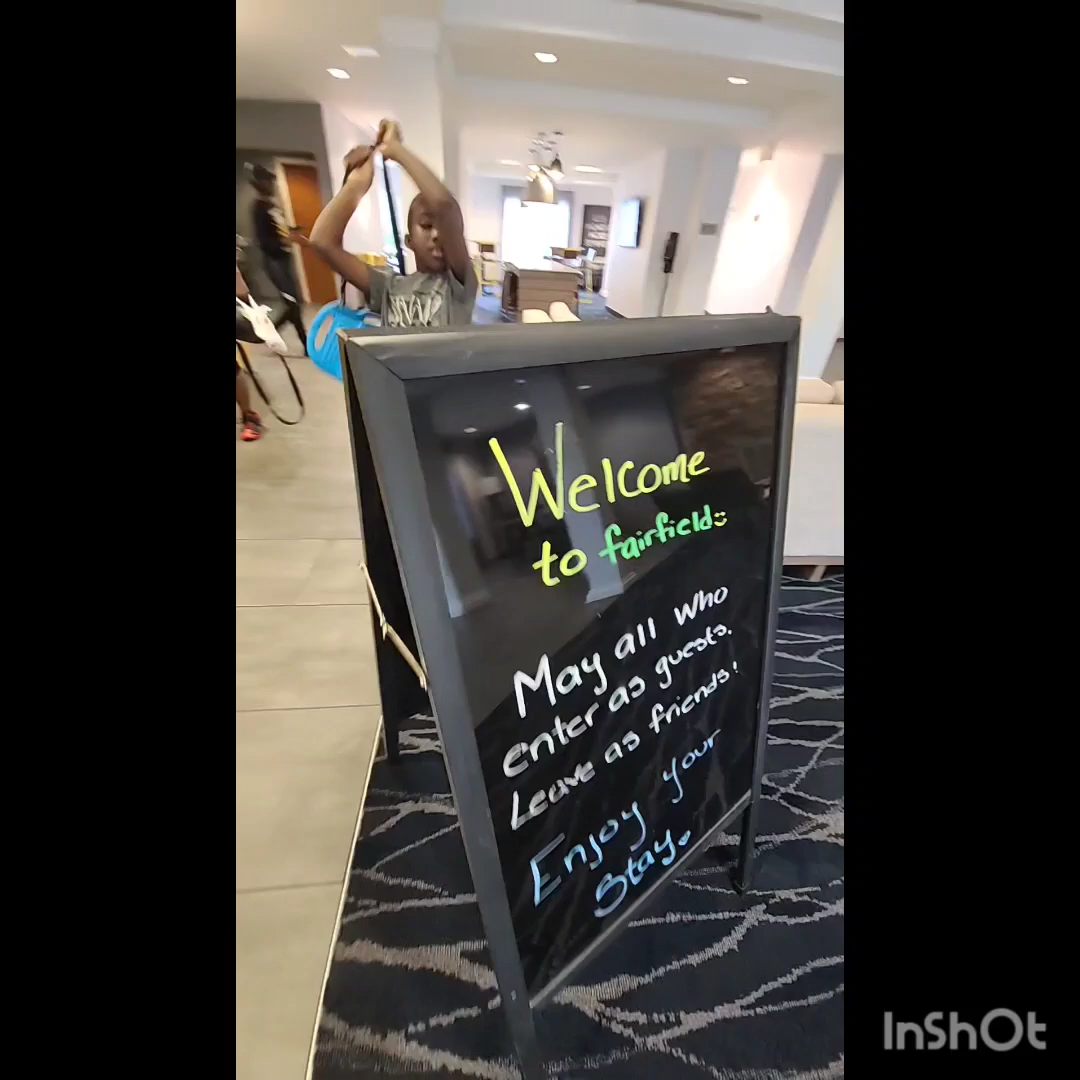 Welcome
to fairfield
May all who
enter as guests.
Leave as friends!
Enjoy your
Stay.
InShOt